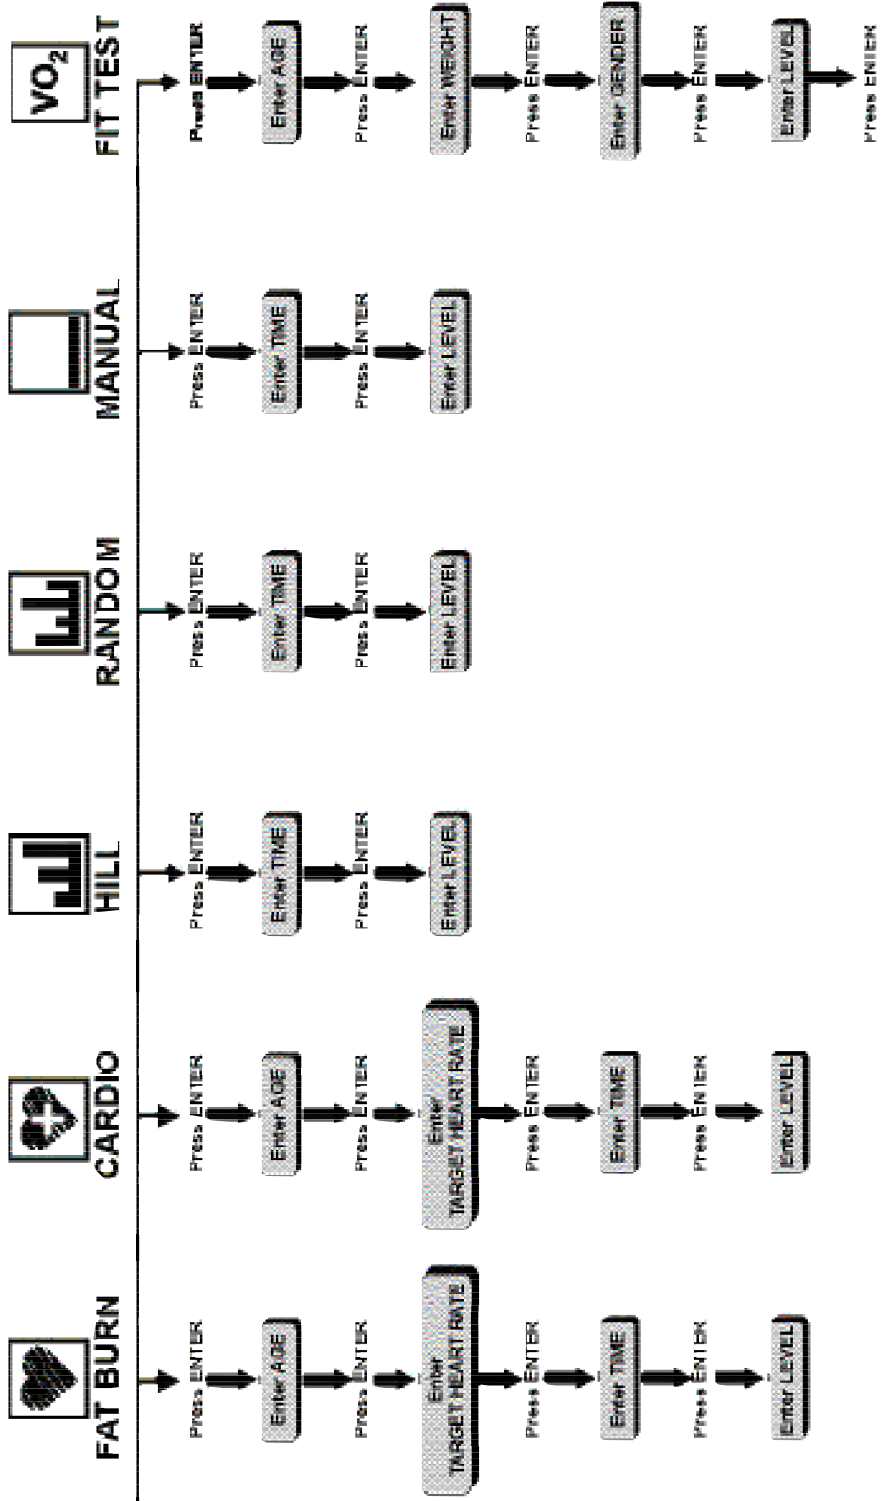 FAT BURN
Press ENTER
Enter AGE
Press ENTER
Enter
TARGET HEART RATE
Press ENTER
Enter TIME
Press ENTER
Enter LEVEL
CARDIO
Press ENTER
Enter AGE
Press ENTER
Enter
TARGET HEART RATE
Press ENTER
Enter TIME
Press ENTER
Enter LEVEL
HILL
Press ENTER
Enter TIME
Press ENTER
Enter LEVEL
RANDOM
Press ENTER
Enter TIME
Press ENTER
Enter LEVEL
MANUAL
Press ENTER
Enter TIME
Press ENTER
Enter LEVEL
VO₂
FIT TEST
Press ENTER
Enter AGE
Press ENTER
Enter WEIGHT
Press ENTER
Enter GENDER
Press ENTER
Enter LEVEL
Press ENTER